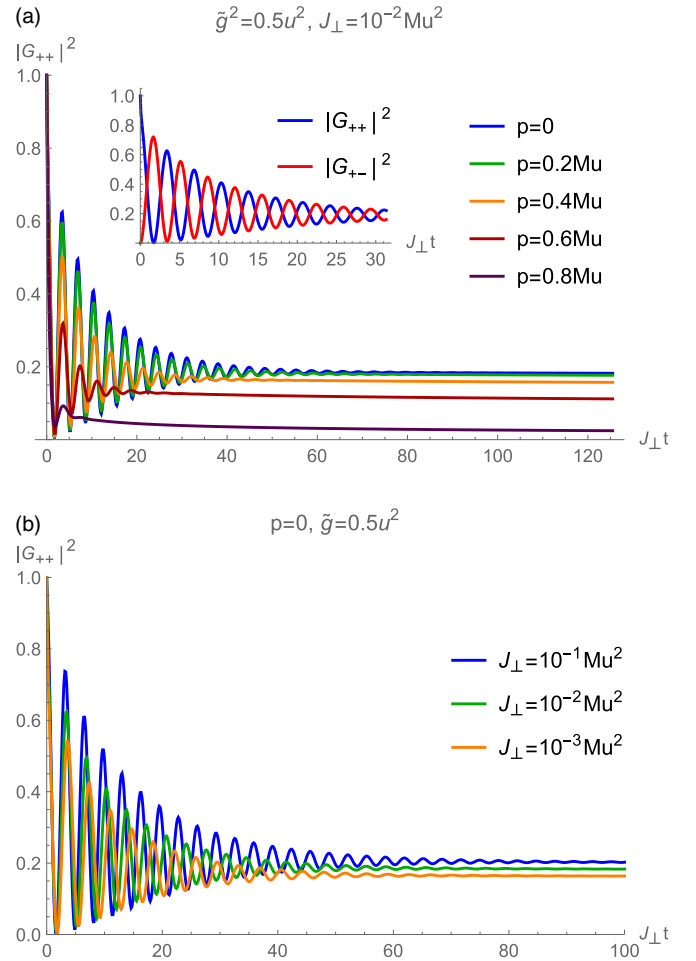 (a)
g̃²=0.5u², J⊥=10⁻²Mu²
|G₊₊|²
1.0
0.8
0.6
0.4
0.2
0 20 40 60 80 100 120
J⊥t
1.0
0.8
0.6
0.4
0.2
0 5 10 15 20 25 30
J⊥t
|G₊₊|²
|G₊₋|²
p=0
p=0.2Mu
p=0.4Mu
p=0.6Mu
p=0.8Mu
(b)
p=0, g̃=0.5u²
|G₊₊|²
1.0
0.8
0.6
0.4
0.2
0.0
0 20 40 60 80 100
J⊥t
J⊥=10⁻¹Mu²
J⊥=10⁻²Mu²
J⊥=10⁻³Mu²